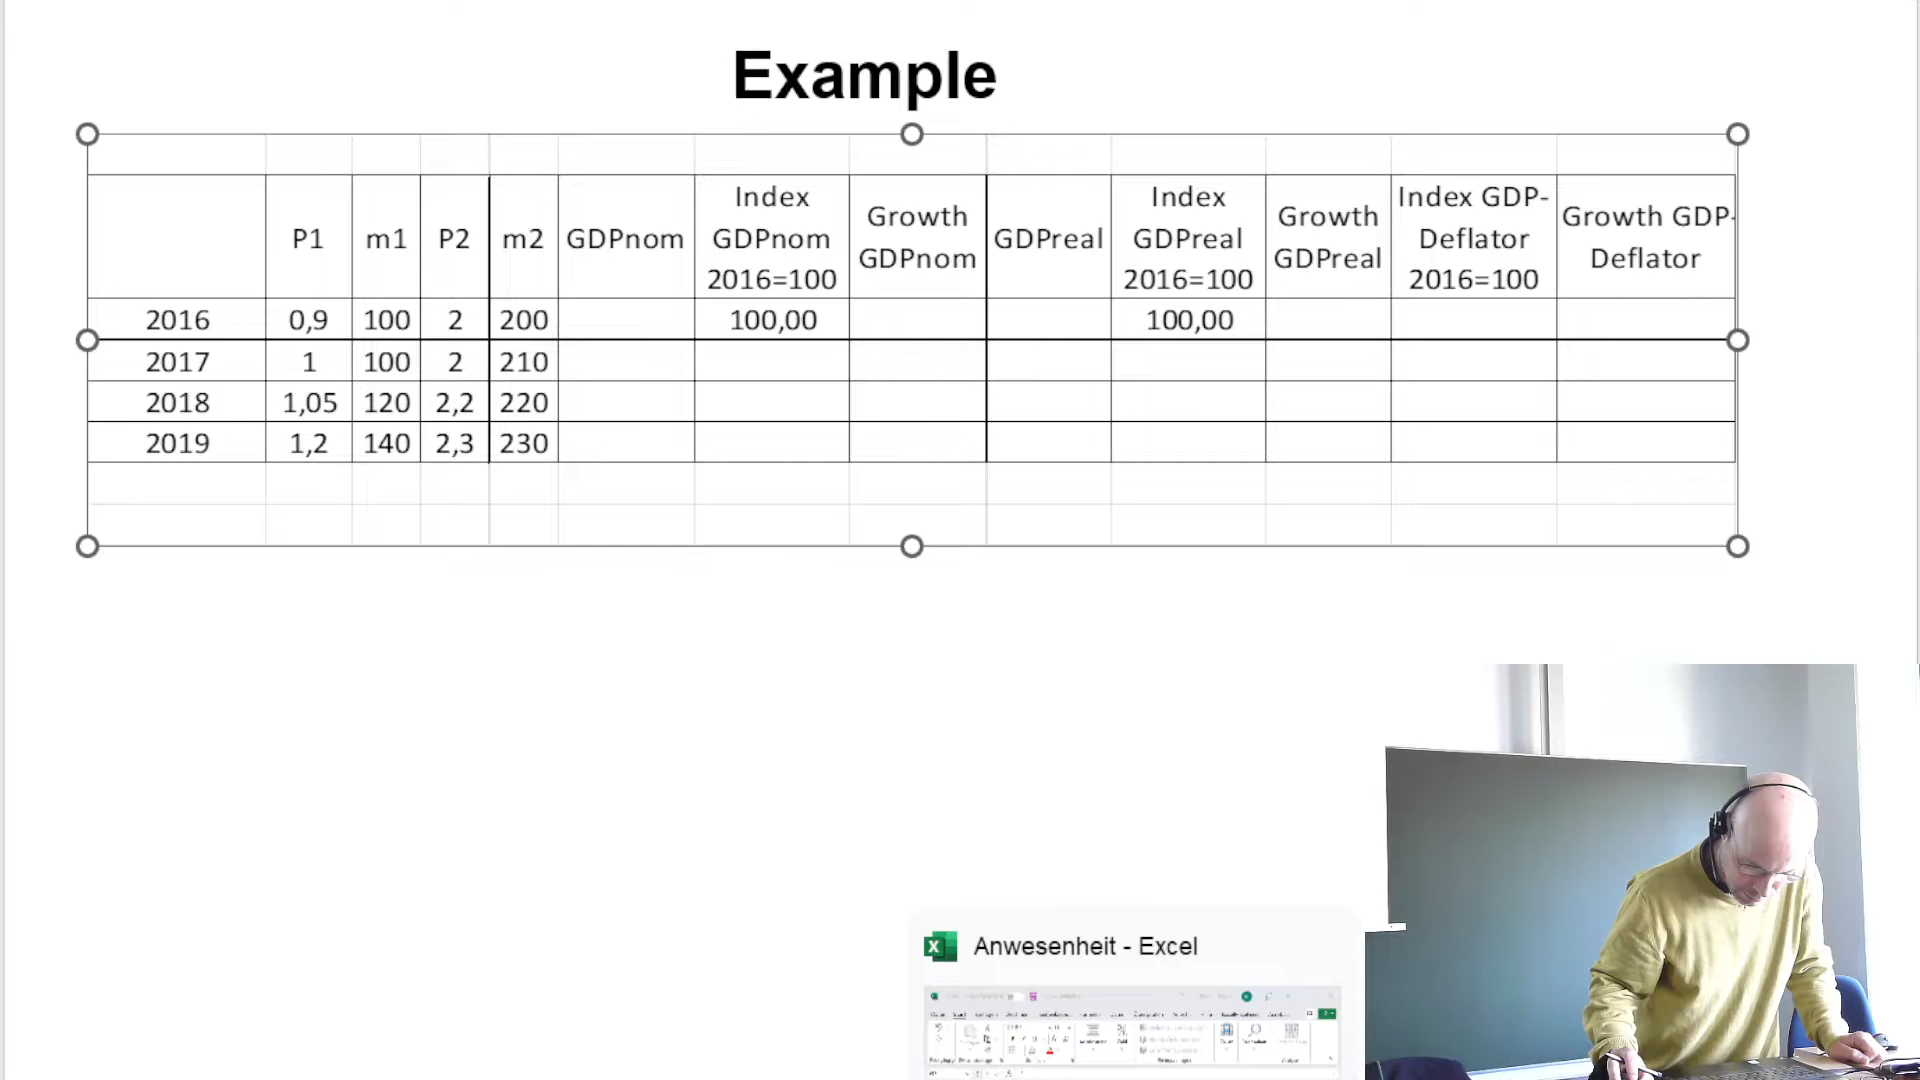 Example
P1 m1 P2 m2 GDPnom Index GDPnom 2016=100 Growth GDPnom GDPreal Index GDPreal 2016=100 Growth GDPreal Index GDP-Deflator 2016=100 Growth GDP-Deflator
2016 0,9 100 2 200 100,00 100,00
2017 1 100 2 210
2018 1,05 120 2,2 220
2019 1,2 140 2,3 230
Anwesenheit - Excel